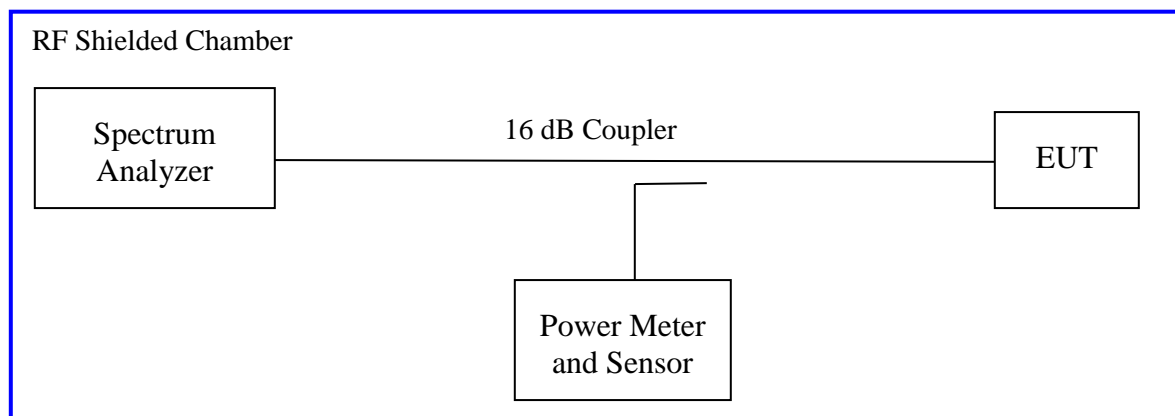 RF Shielded Chamber
Spectrum
Analyzer
16 dB Coupler
EUT
Power Meter
and Sensor